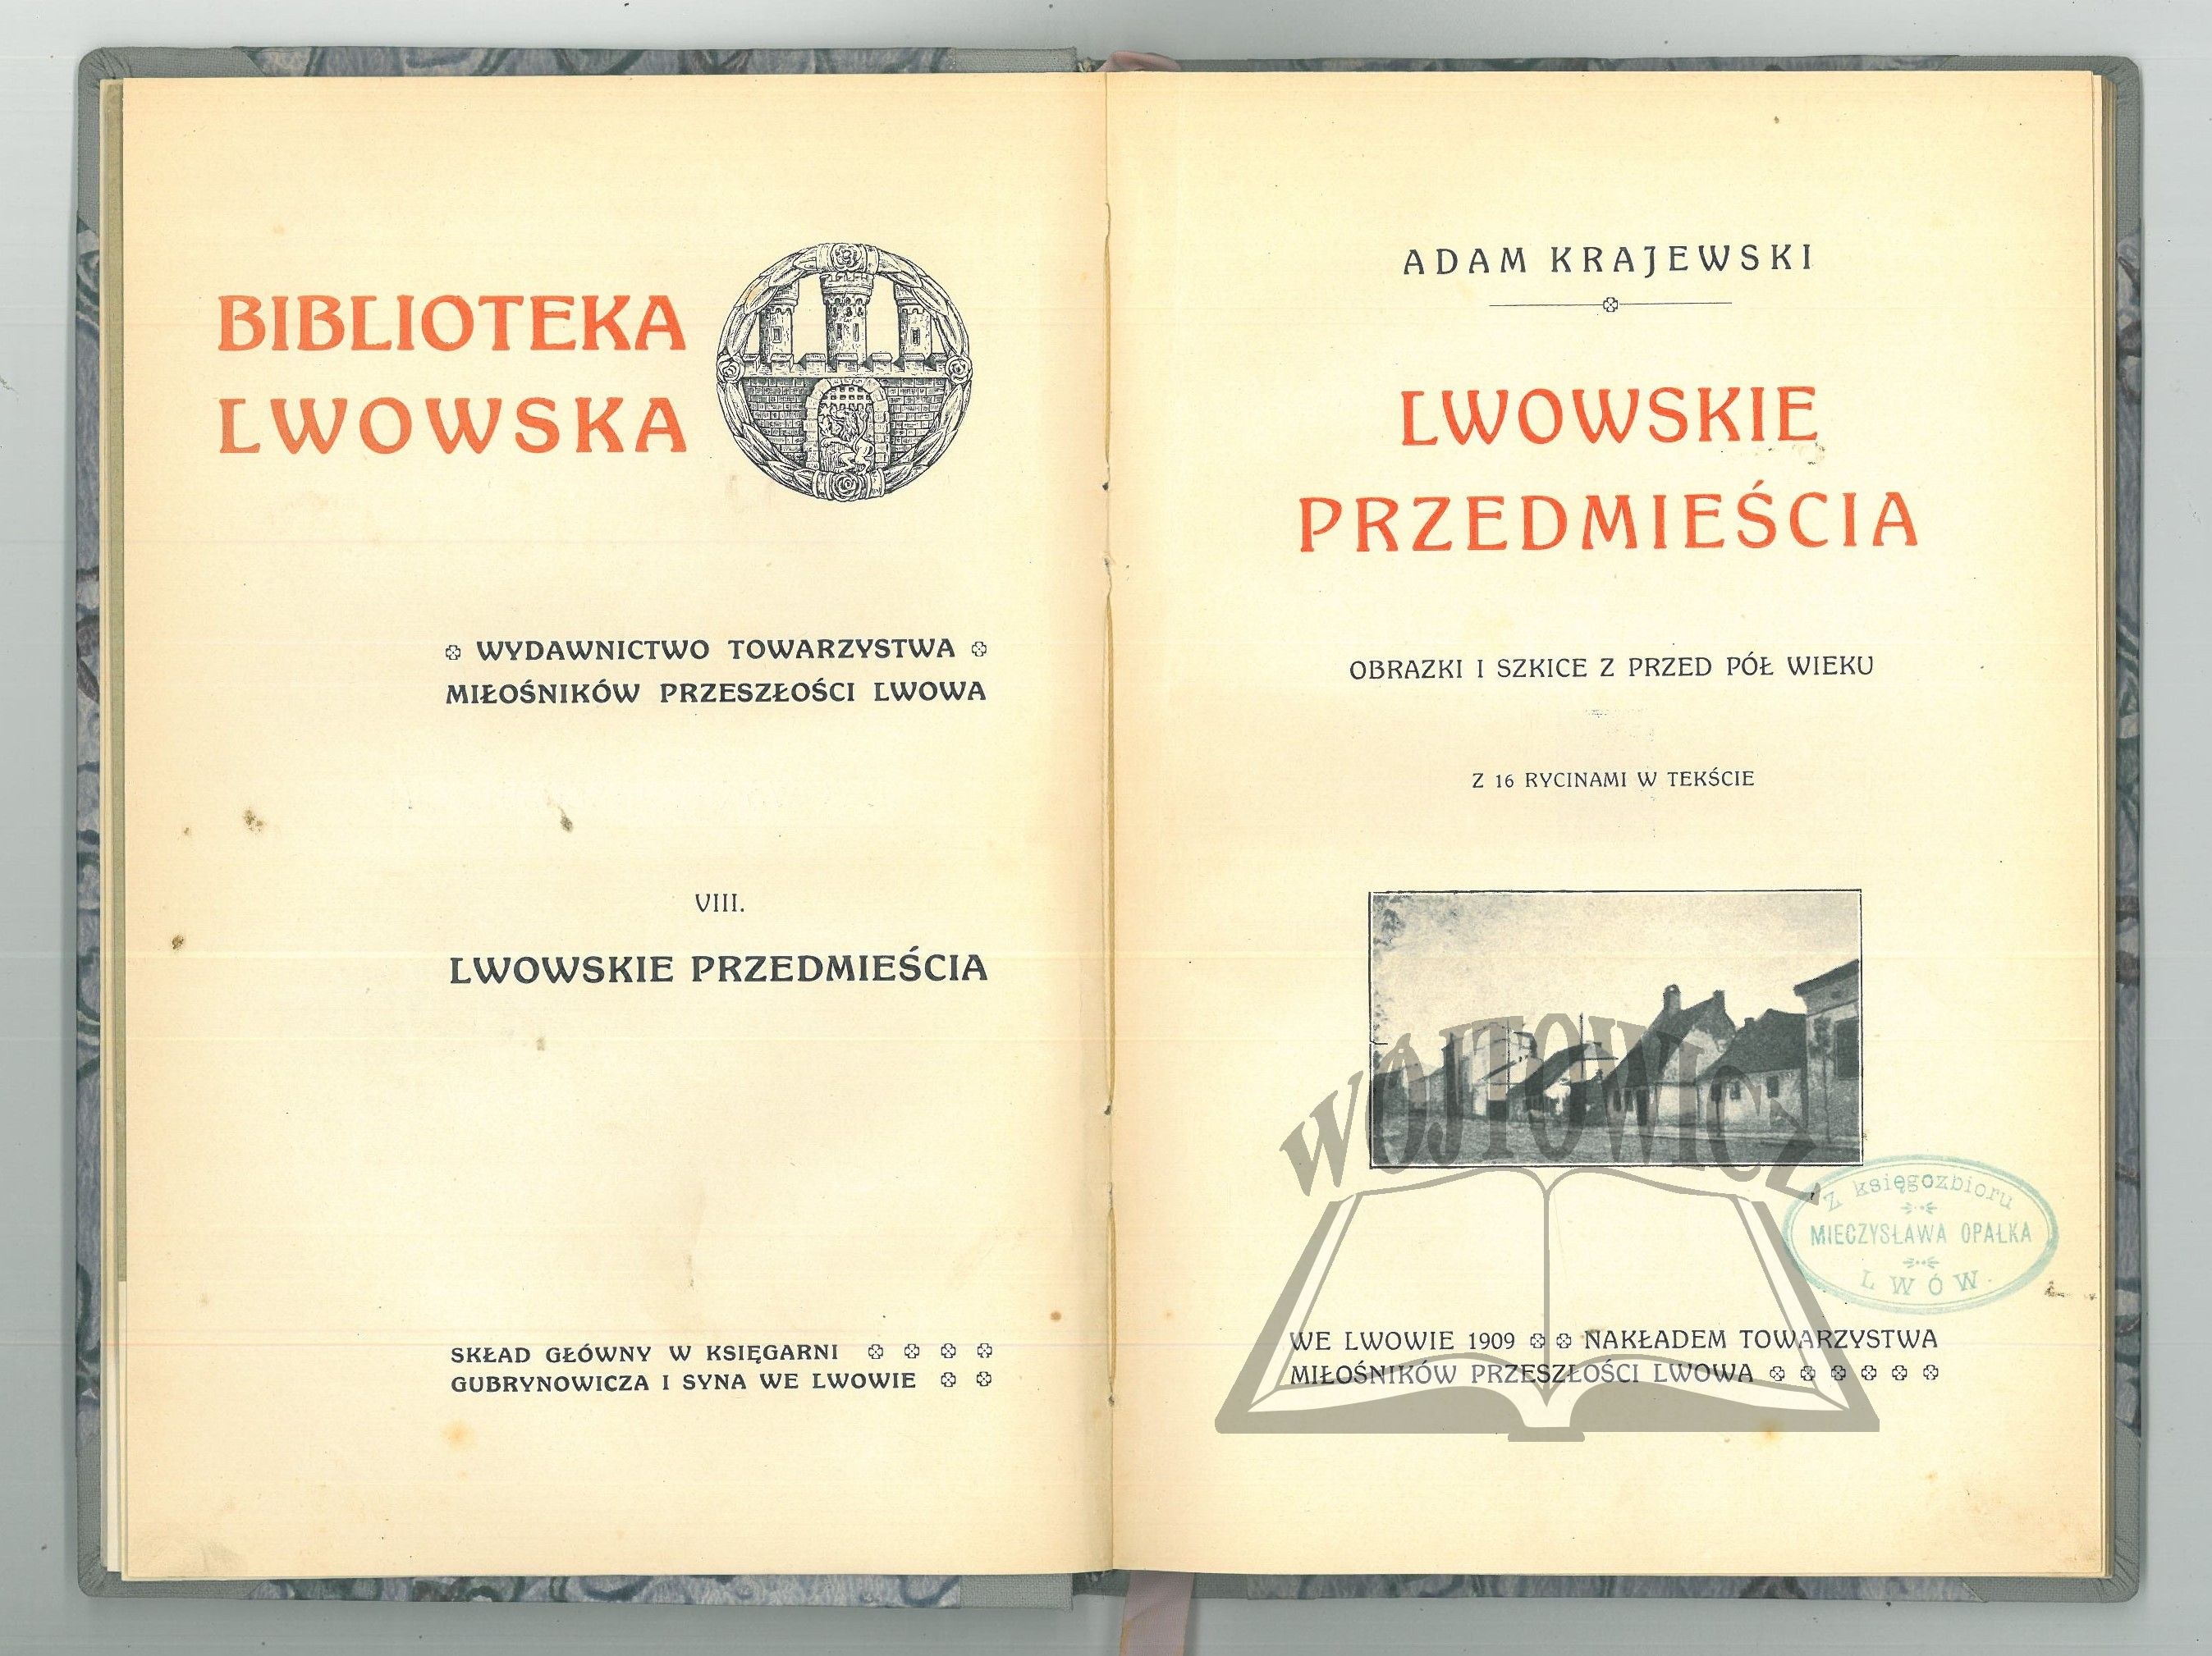 BIBLIOTEKA
LWOWSKA
WYDAWNICTWO TOWARZYSTWA
MIŁOŚNIKÓW PRZESZŁOŚCI LWOWA
VIII.
LWOWSKIE PRZEDMIEŚCIA
SKŁAD GŁÓWNY W KSIĘGARNI
GUBRYNOWICZA I SYNA WE LWOWIE
ADAM KRAJEWSKI
LWOWSKIE
PRZEDMIEŚCIA
OBRAZKI I SZKICE Z PRZED PÓŁ WIEKU
Z 16 RYCINAMI W TEKŚCIE
WOJTOWICZ
Z księgozbioru
MIECZYSŁAWA OPAŁKA
LWÓW.
WE LWOWIE 1909 NAKŁADEM TOWARZYSTWA
MIŁOŚNIKÓW PRZESZŁOŚCI LWOWA